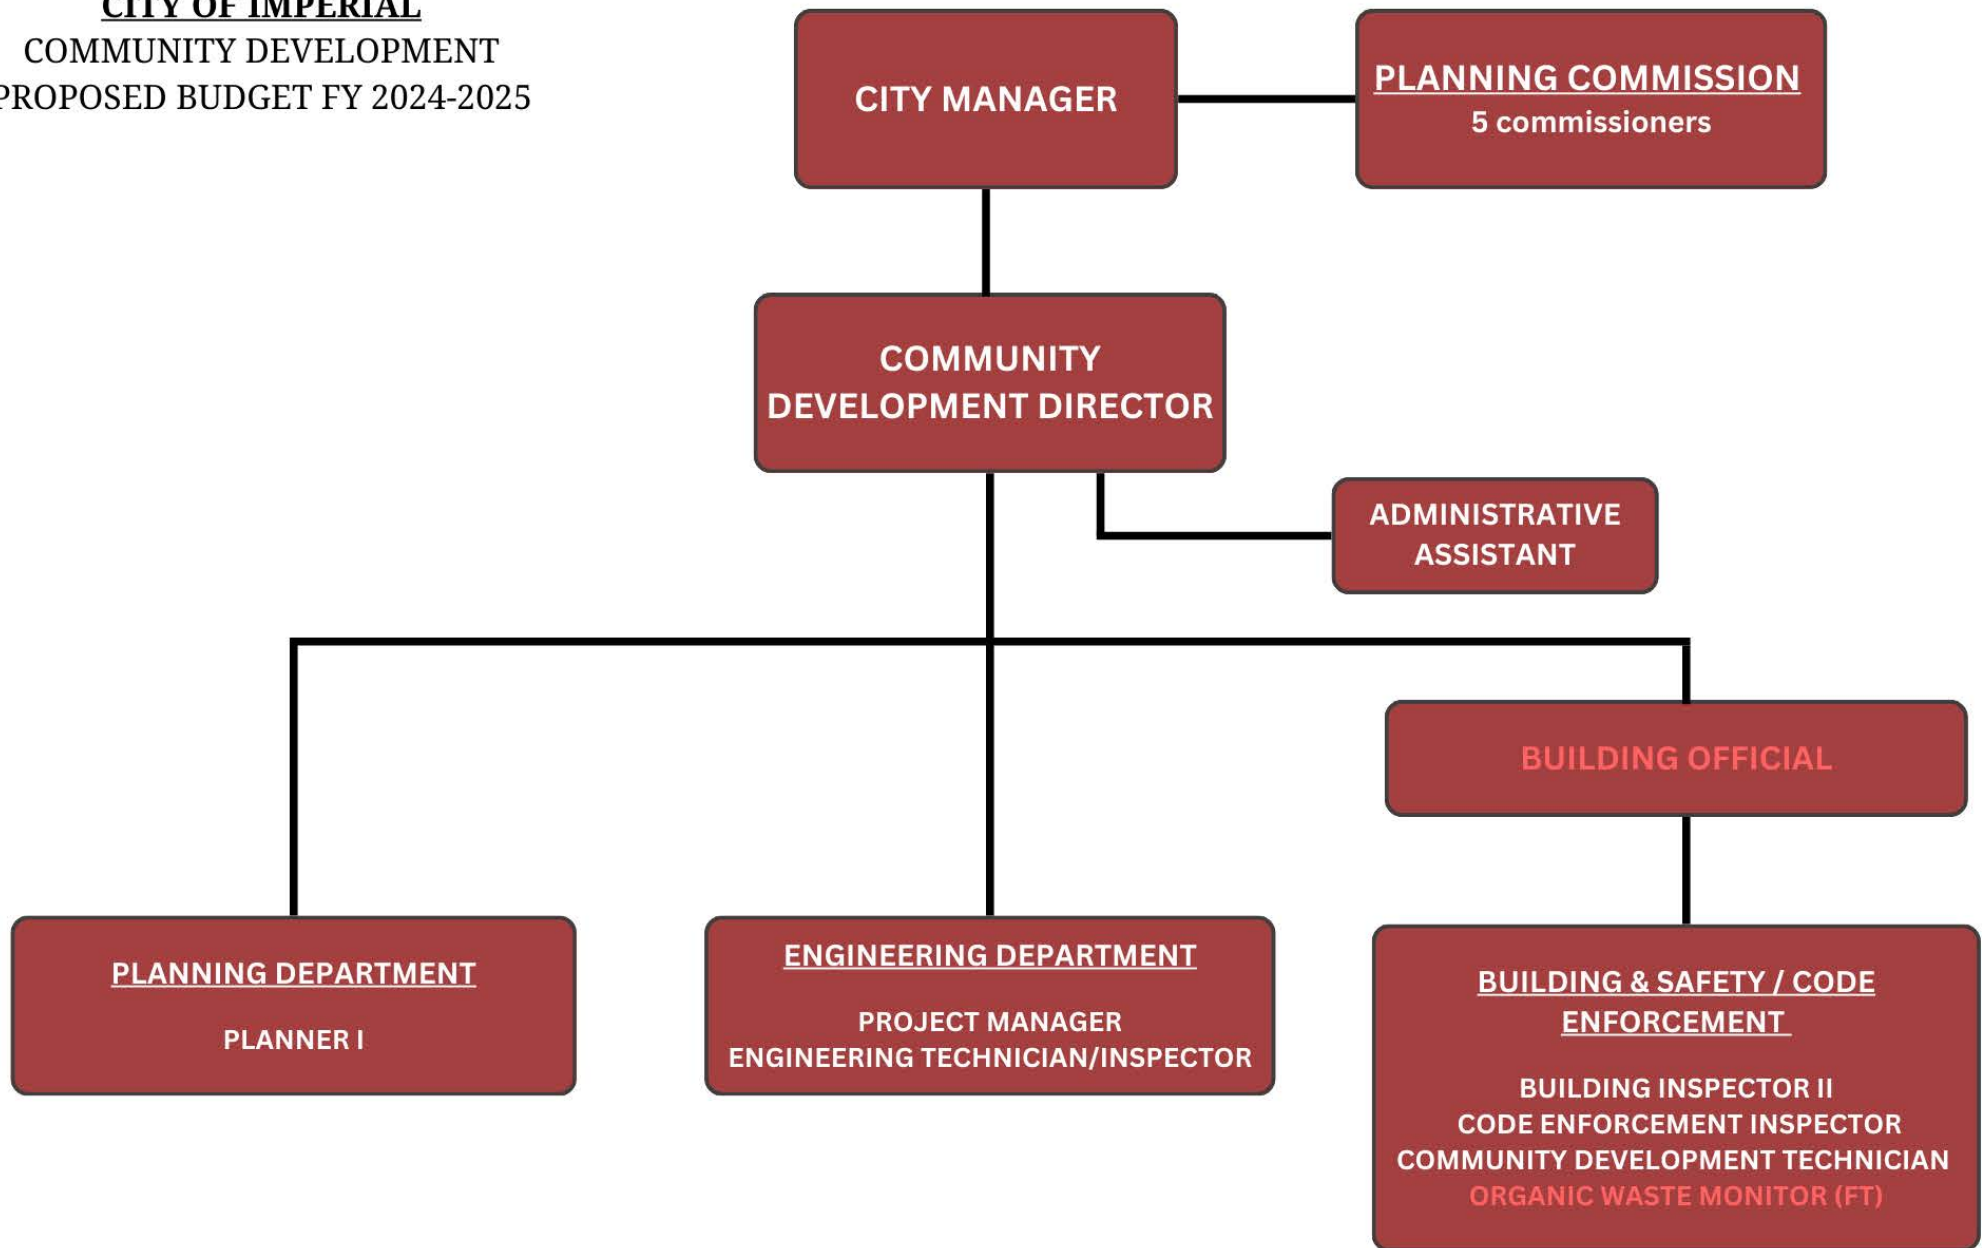 CITY OF IMPERIAL
COMMUNITY DEVELOPMENT
PROPOSED BUDGET FY 2024-2025
CITY MANAGER
PLANNING COMMISSION
5 commissioners
COMMUNITY
DEVELOPMENT DIRECTOR
ADMINISTRATIVE
ASSISTANT
BUILDING OFFICIAL
PLANNING DEPARTMENT
PLANNER I
ENGINEERING DEPARTMENT
PROJECT MANAGER
ENGINEERING TECHNICIAN/INSPECTOR
BUILDING & SAFETY / CODE
ENFORCEMENT
BUILDING INSPECTOR II
CODE ENFORCEMENT INSPECTOR
COMMUNITY DEVELOPMENT TECHNICIAN
ORGANIC WASTE MONITOR (FT)